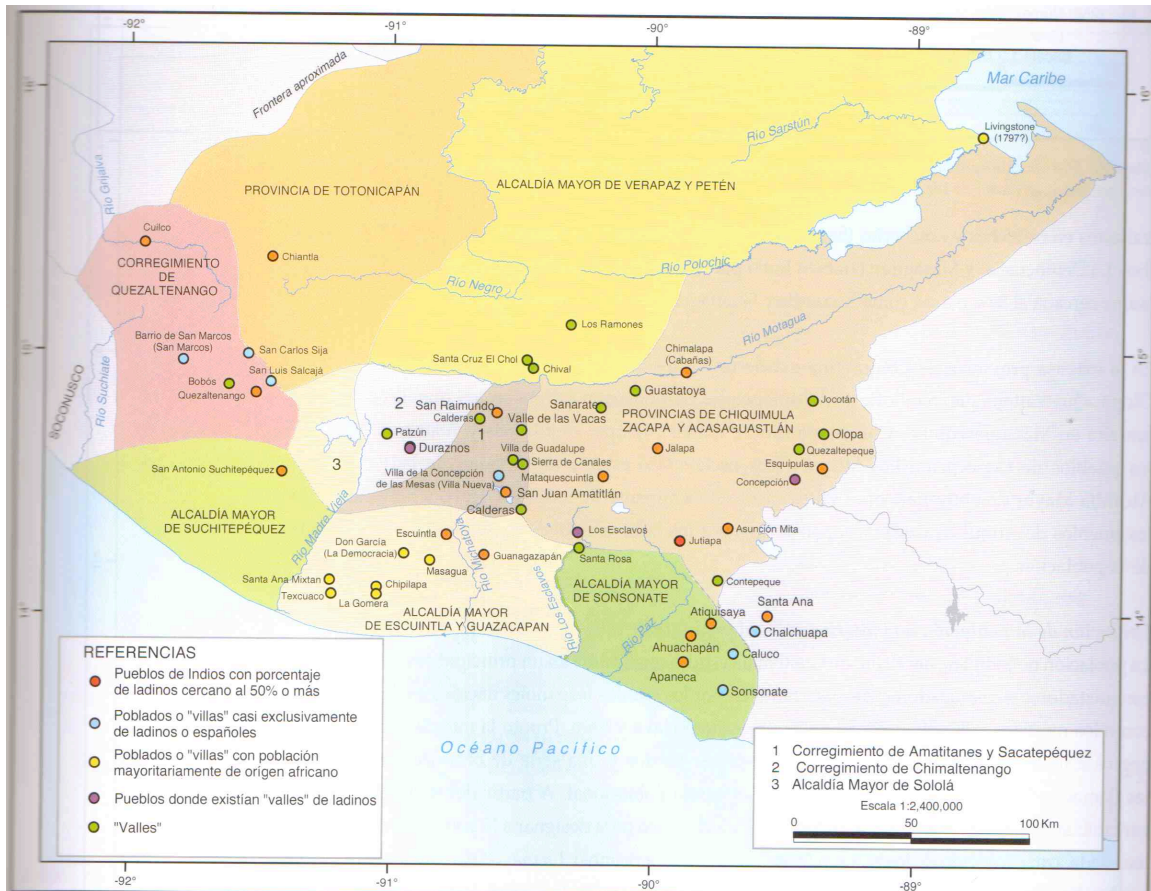 -92°
-91°
-90°
-89°
16°
16°
Frontera aproximada
Mar Caribe
Livingstone
(1797?)
Río Sarstún
Río Grijalva
PROVINCIA DE TOTONICAPÁN
ALCALDÍA MAYOR DE VERAPAZ Y PETÉN
Cuilco
Chiantla
CORREGIMIENTO
DE
QUEZALTENANGO
Río Polochic
Río Negro
Río Motagua
Los Ramones
15°
15°
Barrio de San Marcos
(San Marcos)
San Carlos Sija
Santa Cruz El Chol
Chival
Chimalapa
(Cabañas)
San Luis Salcajá
Bobós
Quezaltenango
SOCONUSCO
Río Suchiate
2
San Raimundo
Calderas
Sanarate
Guastatoya
Valle de las Vacas
PROVINCIAS DE CHIQUIMULA
ZACAPA Y ACASAGUASTLÁN
Jocotán
Patzún
1
Olopa
Duraznos
Villa de Guadalupe
Jalapa
Quezaltepeque
3
San Antonio Suchitepéquez
Sierra de Canales
Esquipulas
Villa de la Concepción
de las Mesas (Villa Nueva)
Mataquescuintla
Concepción
San Juan Amatitlán
Calderas
ALCALDÍA MAYOR
DE SUCHITEPÉQUEZ
Río Madre Vieja
Escuintla
Río Michatoya
Los Esclavos
Asunción Mita
Don García
(La Democracia)
Jutiapa
Guanagazapán
Santa Rosa
Masagua
Santa Ana Mixtan
Chipilapa
Texcuaco
La Gomera
Río Los Esclavos
ALCALDÍA MAYOR
DE SONSONATE
Contepeque
14°
14°
ALCALDÍA MAYOR
DE ESCUINTLA Y GUAZACAPAN
Atiquisaya
Santa Ana
Río Paz
Chalchuapa
Ahuachapán
Caluco
Apaneca
Sonsonate
REFERENCIAS
Pueblos de Indios con porcentaje
de ladinos cercano al 50% o más
Poblados o "villas" casi exclusivamente
de ladinos o españoles
Poblados o "villas" con población
mayoritariamente de origen africano
Pueblos donde existían "valles" de ladinos
"Valles"
Océano Pacífico
1 Corregimiento de Amatitanes y Sacatepéquez
2 Corregimiento de Chimaltenango
3 Alcaldía Mayor de Sololá
Escala 1:2,400,000
0 50 100 Km
-92°
-91°
-90°
-89°